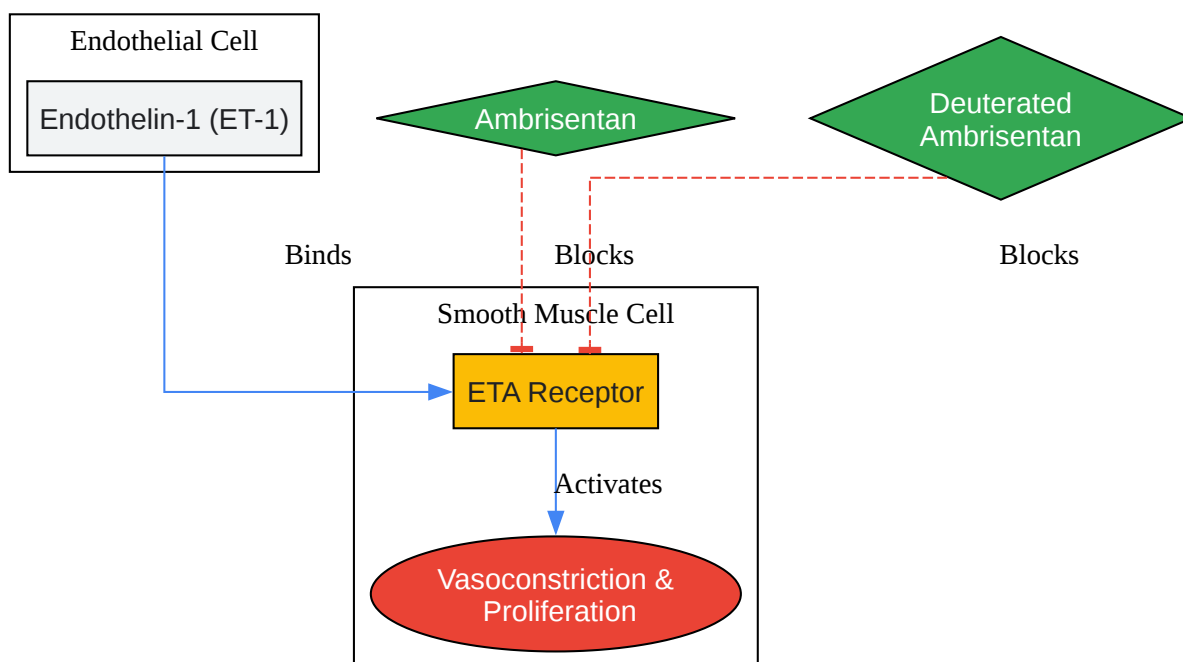 Endothelial Cell
Endothelin-1 (ET-1)
Ambrisentan
Deuterated
Ambrisentan
Binds
Blocks
Blocks
Smooth Muscle Cell
ETA Receptor
Activates
Vasoconstriction &
Proliferation